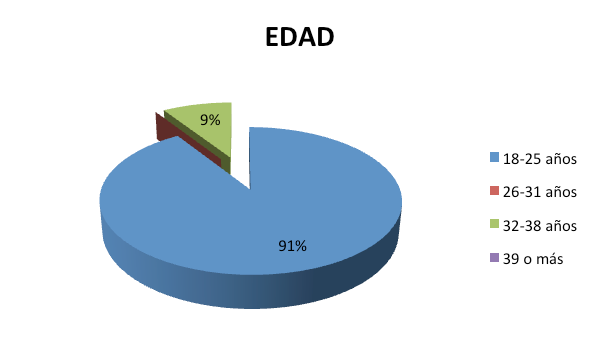 EDAD
9%
91%
18-25 años
26-31 años
32-38 años
39 o más